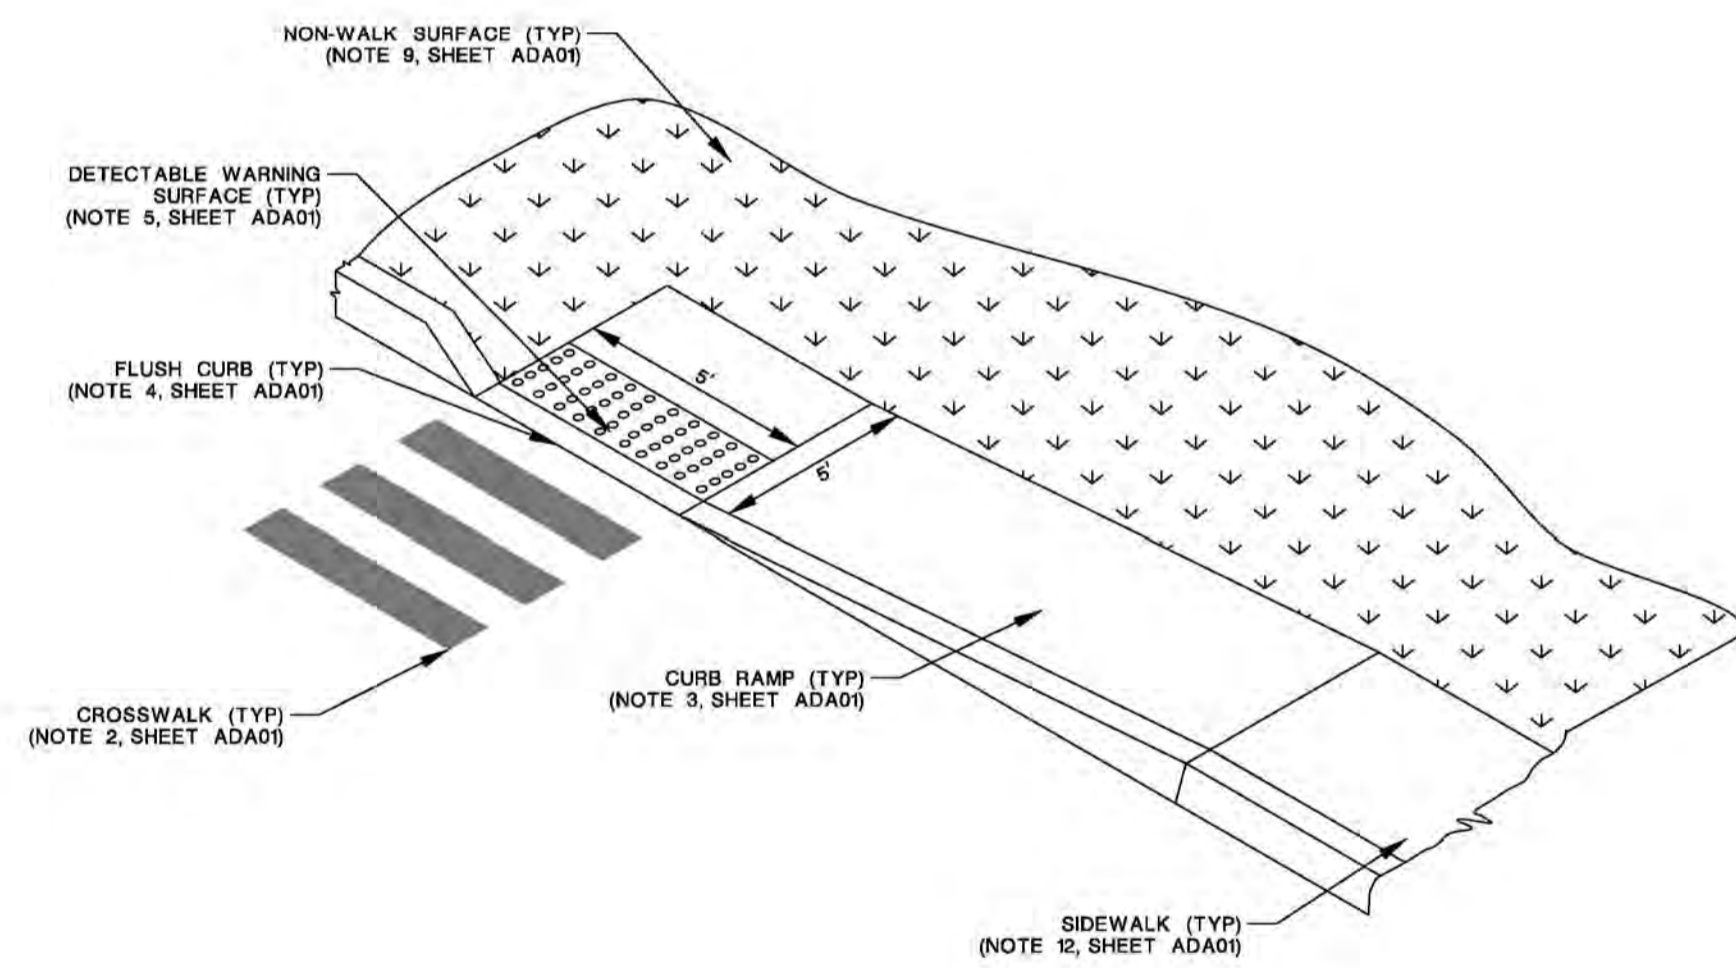 NON-WALK SURFACE (TYP)
(NOTE 9, SHEET ADA01)
DETECTABLE WARNING
SURFACE (TYP)
(NOTE 5, SHEET ADA01)
FLUSH CURB (TYP)
(NOTE 4, SHEET ADA01)
5'
5'
CURB RAMP (TYP)
(NOTE 3, SHEET ADA01)
CROSSWALK (TYP)
(NOTE 2, SHEET ADA01)
SIDEWALK (TYP)
(NOTE 12, SHEET ADA01)